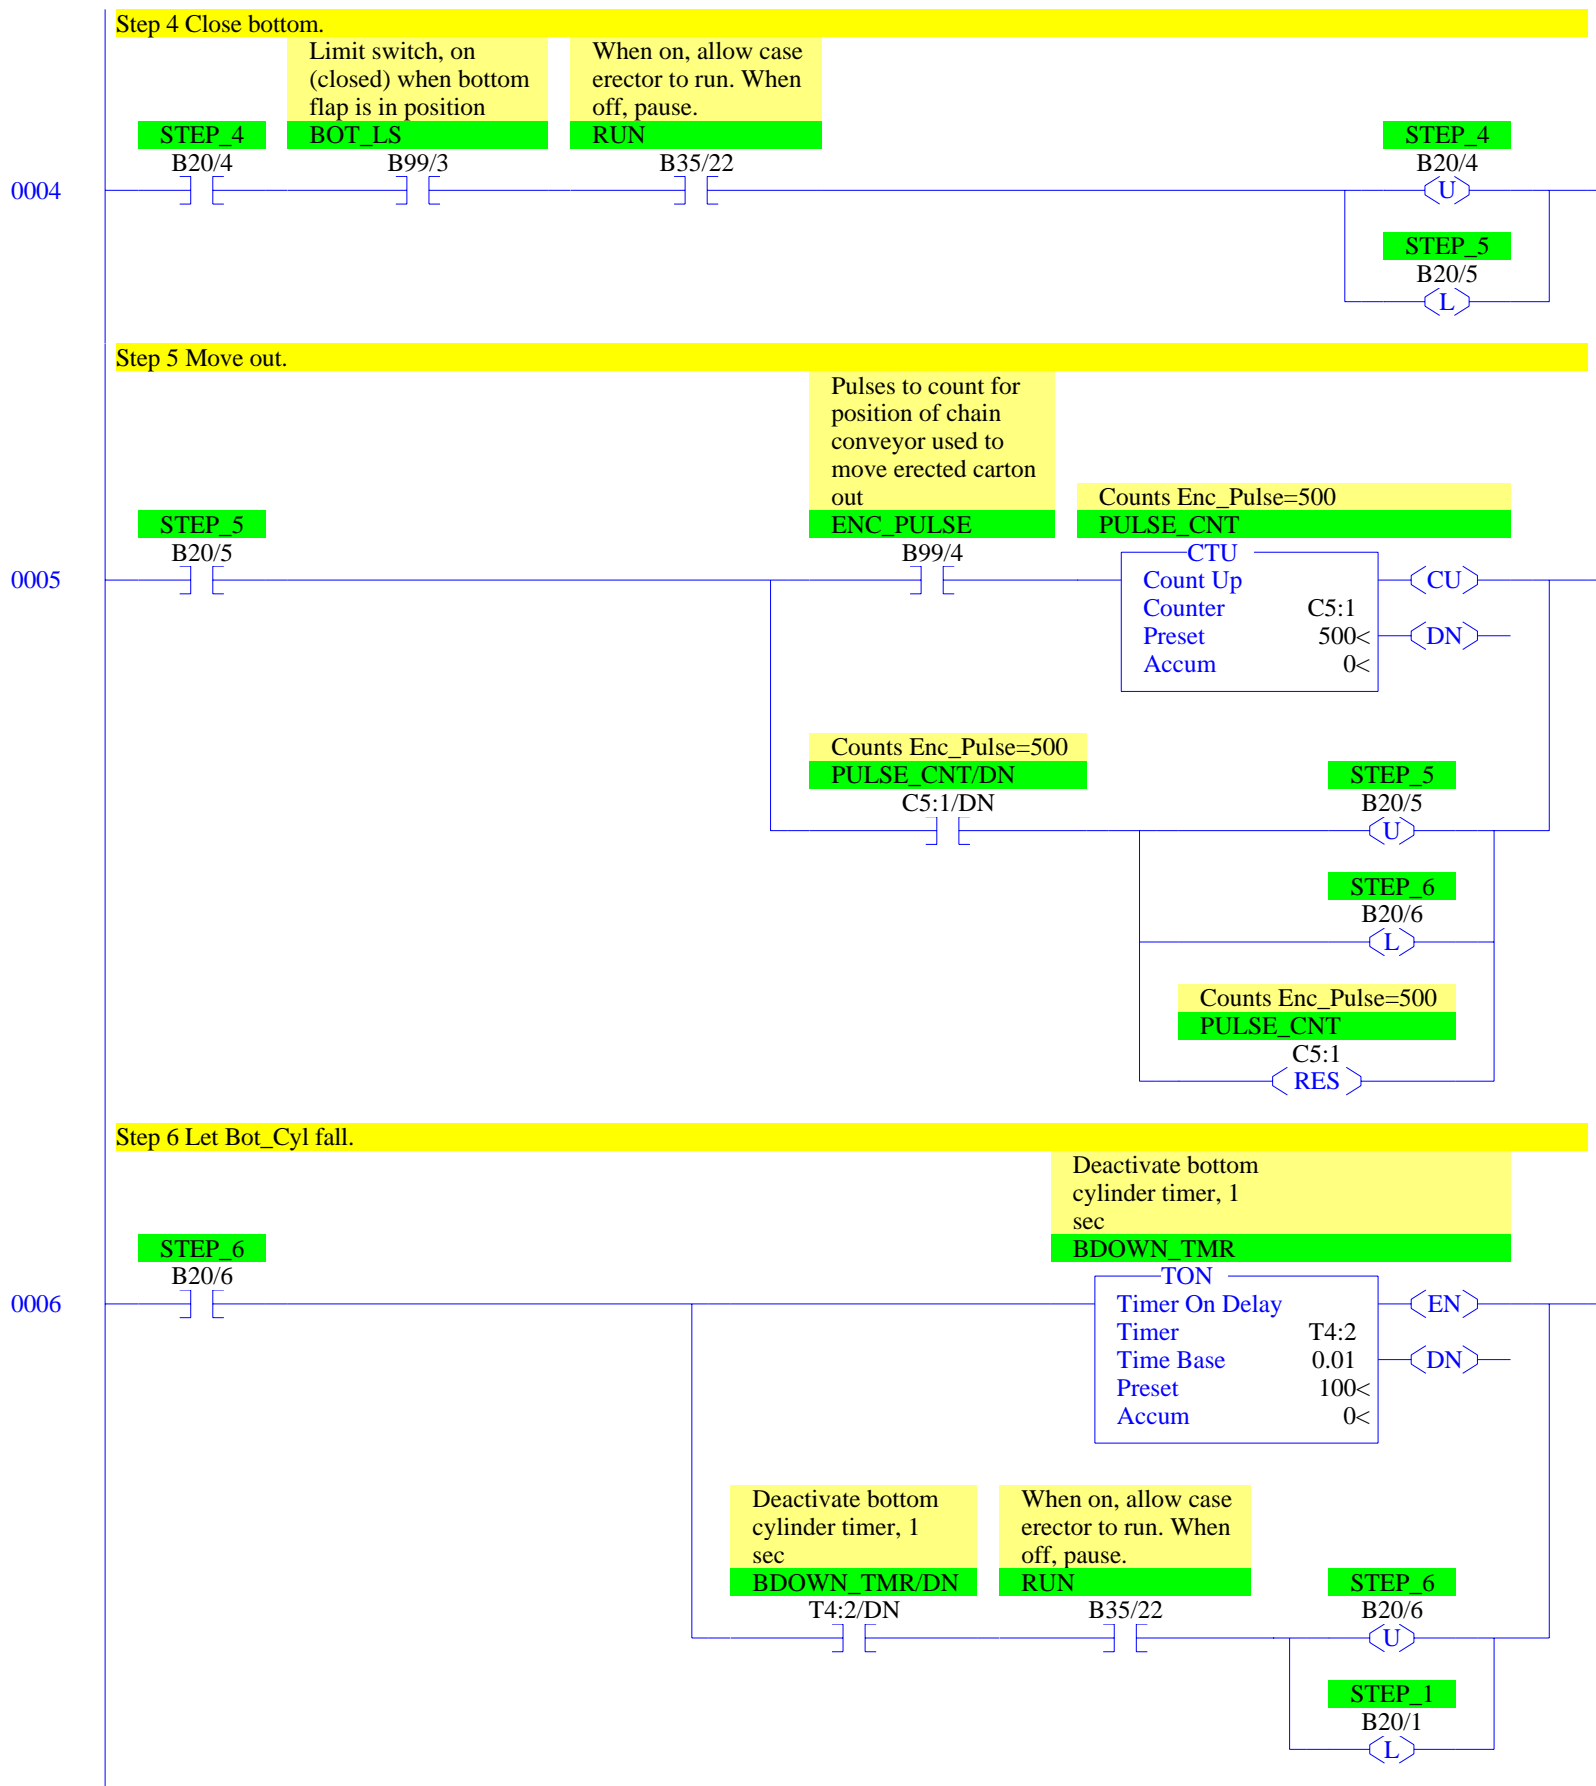 Step 4 Close bottom.
Limit switch, on
(closed) when bottom
flap is in position
BOT_LS
When on, allow case
erector to run. When
off, pause.
RUN
STEP_4
B20/4
B99/3
B35/22
STEP_4
B20/4
0004
U
STEP_5
B20/5
L
Step 5 Move out.
Pulses to count for
position of chain
conveyor used to
move erected carton
out
ENC_PULSE
B99/4
Counts Enc_Pulse=500
PULSE_CNT
STEP_5
B20/5
0005
CTU
Count Up
Counter C5:1
Preset 500<
Accum 0<
CU
DN
Counts Enc_Pulse=500
PULSE_CNT/DN
C5:1/DN
STEP_5
B20/5
U
STEP_6
B20/6
L
Counts Enc_Pulse=500
PULSE_CNT
C5:1
RES
Step 6 Let Bot_Cyl fall.
Deactivate bottom
cylinder timer, 1
sec
BDOWN_TMR
STEP_6
B20/6
0006
TON
Timer On Delay
Timer T4:2
Time Base 0.01
Preset 100<
Accum 0<
EN
DN
Deactivate bottom
cylinder timer, 1
sec
BDOWN_TMR/DN
T4:2/DN
When on, allow case
erector to run. When
off, pause.
RUN
B35/22
STEP_6
B20/6
U
STEP_1
B20/1
L